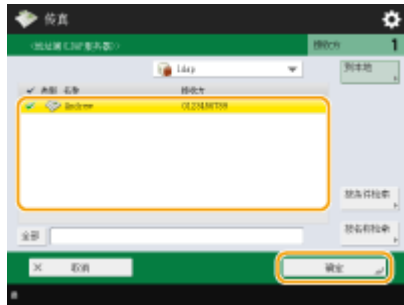 传真
<地址簿(LDAP服务器)>
接收方 1
ldap
到本地
类别 名称 接收方
Andrew 0123456789
按条件检索
全部
按名称检索
取消
确定